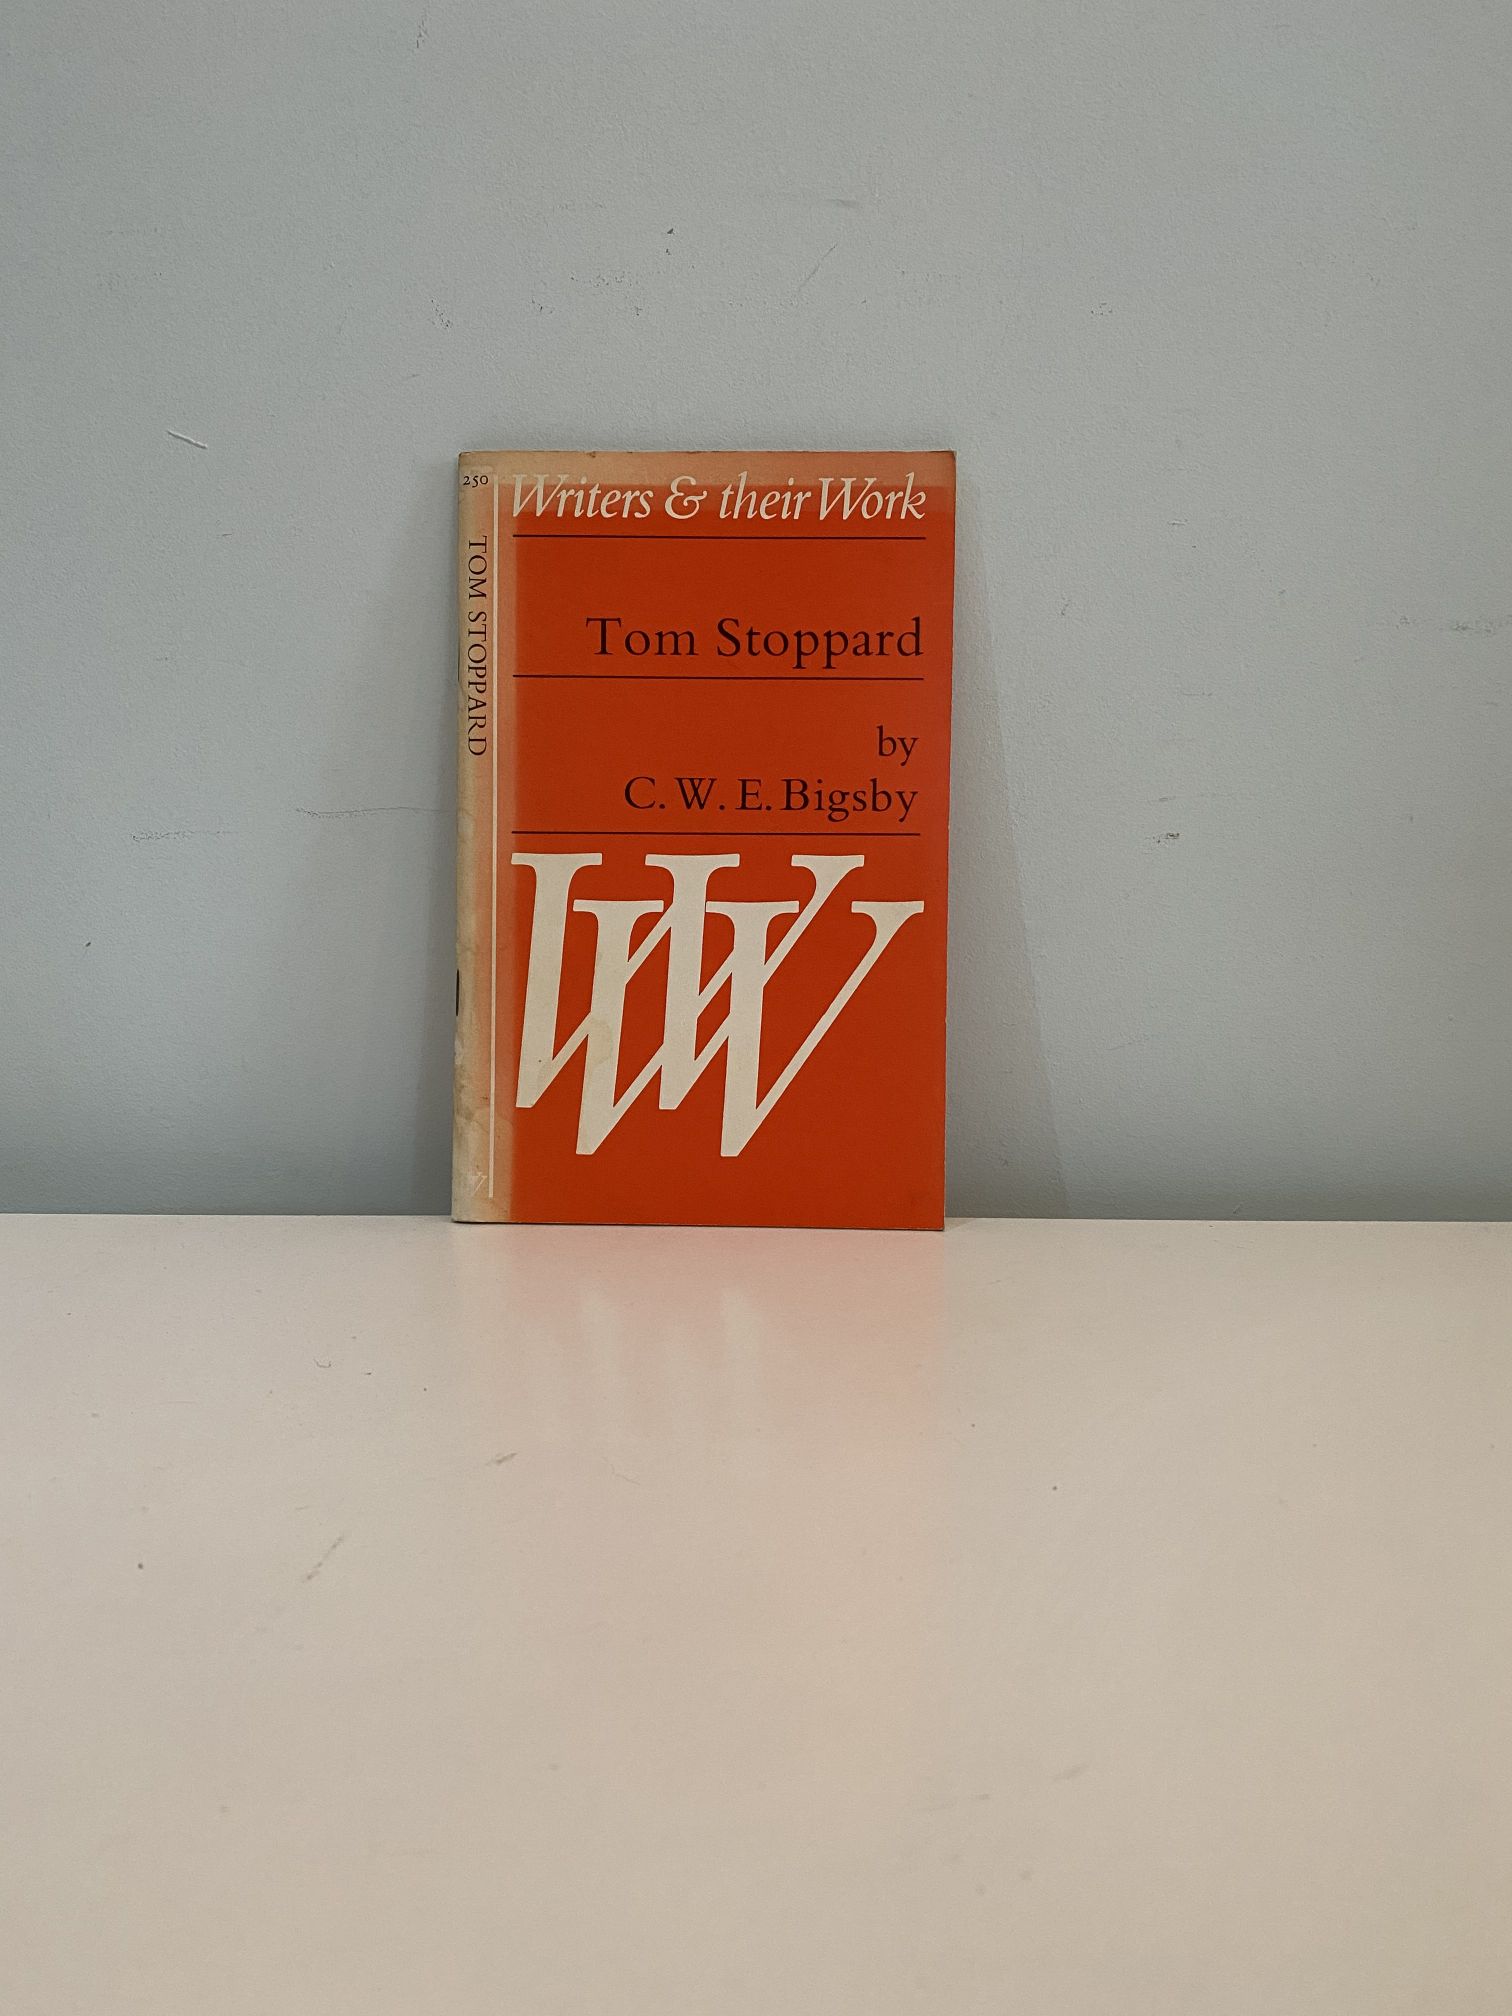 250
TOM STOPPARD
W
Writers & their Work
Tom Stoppard
by
C. W. E. Bigsby
WW